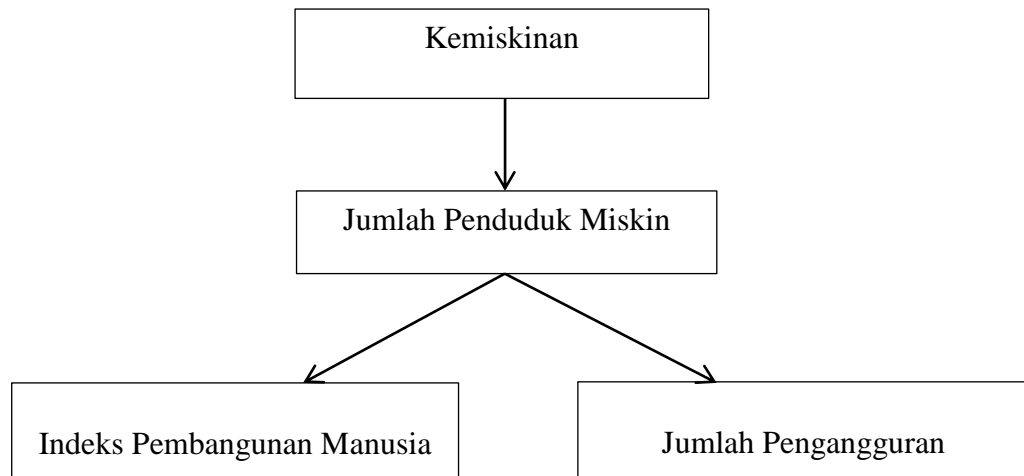 Kemiskinan
Jumlah Penduduk Miskin
Indeks Pembangunan Manusia
Jumlah Pengangguran